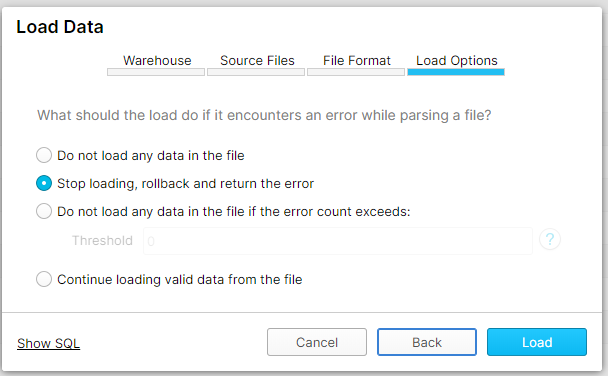 Load Data
Warehouse Source Files File Format Load Options
What should the load do if it encounters an error while parsing a file?
Do not load any data in the file
Stop loading, rollback and return the error
Do not load any data in the file if the error count exceeds:
Threshold 0 ?
Continue loading valid data from the file
Show SQL Cancel Back Load